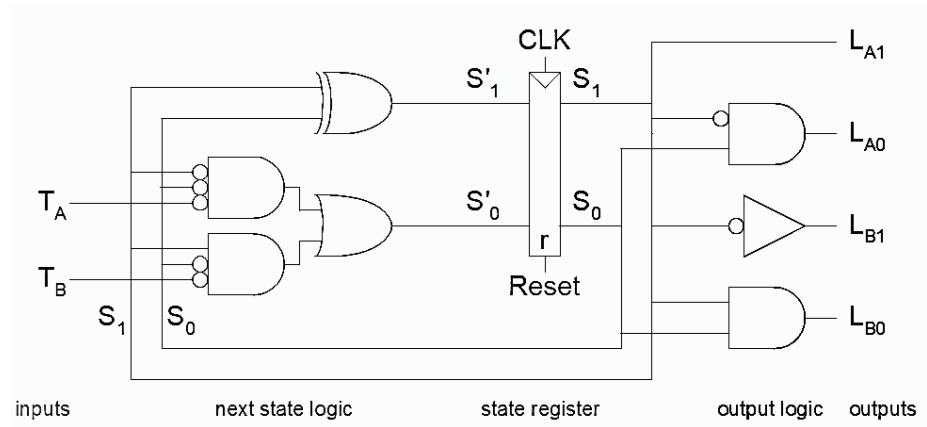 CLK
L_A1
S'_1
S_1
L_A0
T_A
S'_0
S_0
L_B1
r
T_B
Reset
S_1
S_0
L_B0
inputs
next state logic
state register
output logic
outputs